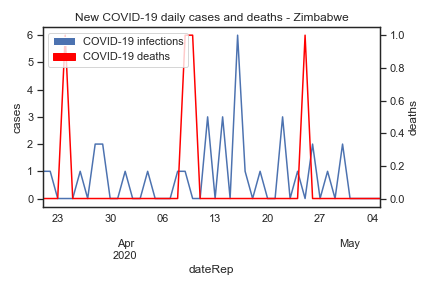 New COVID-19 daily cases and deaths - Zimbabwe
COVID-19 infections
COVID-19 deaths
6
5
4
3
2
1
0
cases
1.0
0.8
0.6
0.4
0.2
0.0
deaths
23 30 06 13 20 27 04
Apr May
2020
dateRep